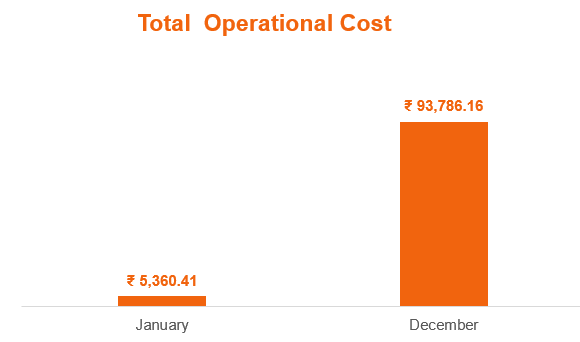 Total  Operational Cost
₹ 93,786.16
₹ 5,360.41
January
December